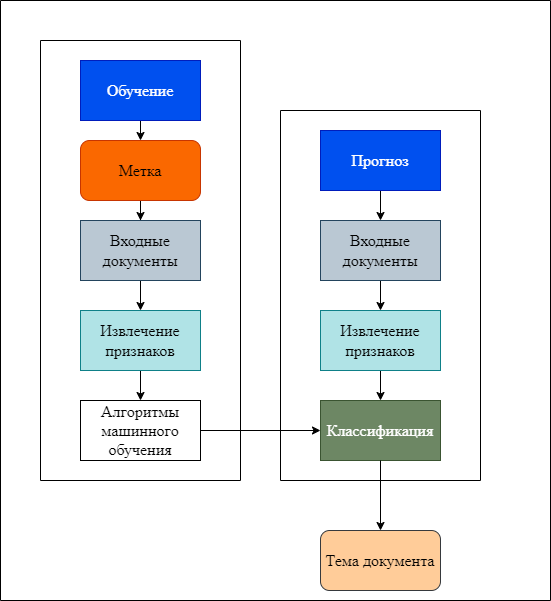 Обучение
Метка
Входные
документы
Извлечение
признаков
Алгоритмы
машинного
обучения
Прогноз
Входные
документы
Извлечение
признаков
Классификация
Тема документа